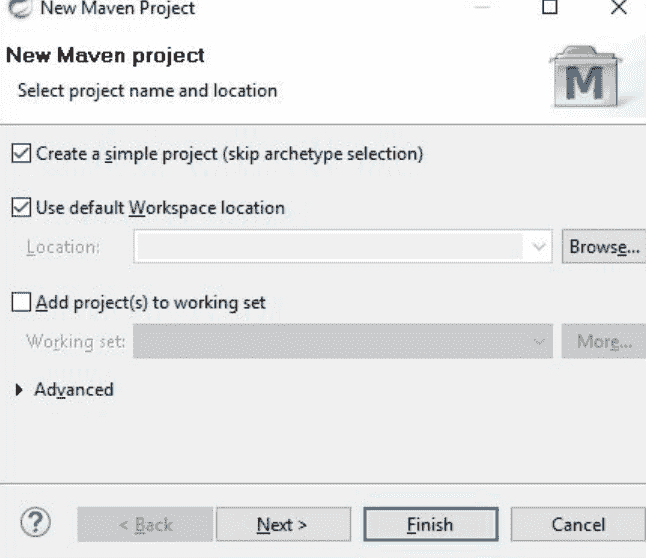 New Maven Project
New Maven project
Select project name and location
M
Create a simple project (skip archetype selection)
Use default Workspace location
Location:
Browse...
Add project(s) to working set
Working set:
More...
Advanced
?
< Back
Next >
Finish
Cancel